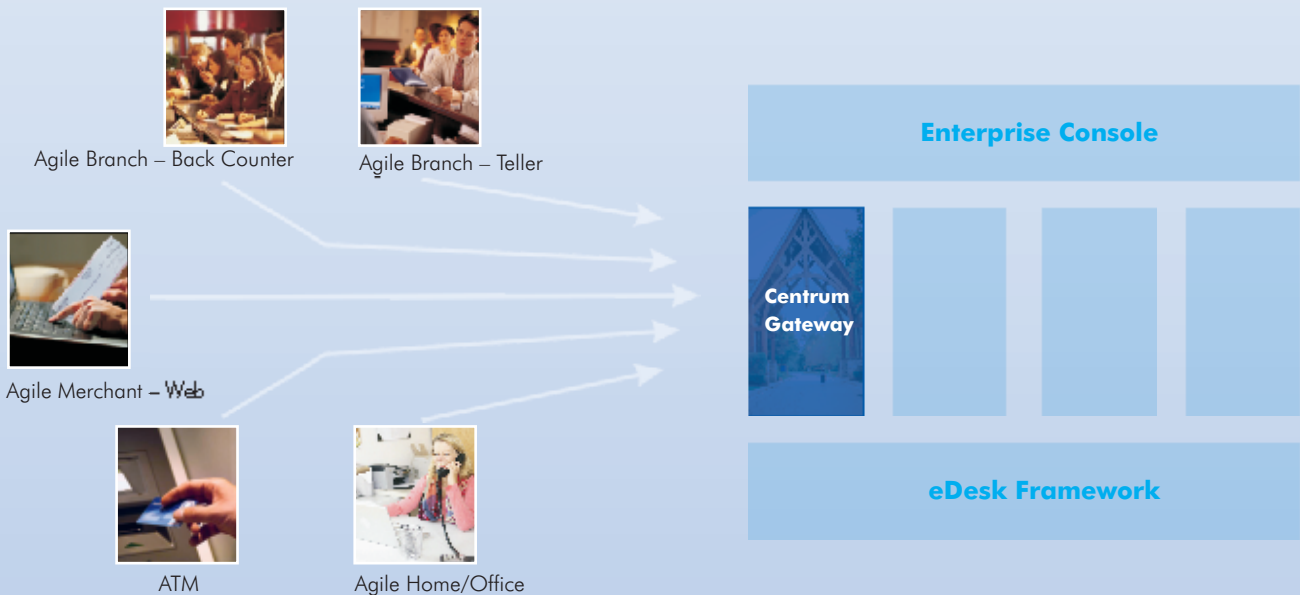 Agile Branch – Back Counter
Agile Branch – Teller
Enterprise Console
Centrum
Gateway
Agile Merchant – Web
eDesk Framework
ATM
Agile Home/Office